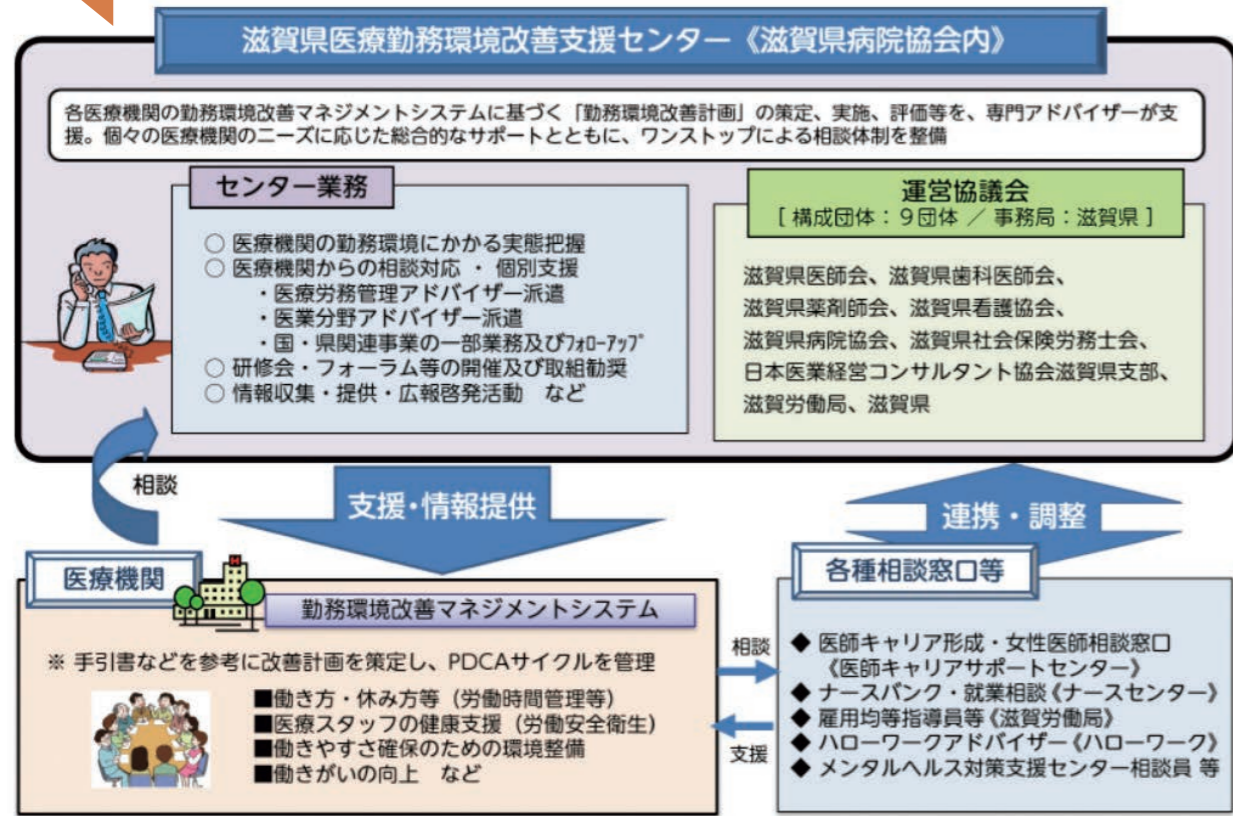 滋賀県医療勤務環境改善支援センター《滋賀県病院協会内》
各医療機関の勤務環境改善マネジメントシステムに基づく「勤務環境改善計画」の策定、実施、評価等を、専門アドバイザーが支
援。個々の医療機関のニーズに応じた総合的なサポートとともに、ワンストップによる相談体制を整備
センター業務
○ 医療機関の勤務環境にかかる実態把握
○ 医療機関からの相談対応 ・ 個別支援
・医療労務管理アドバイザー派遣
・医業分野アドバイザー派遣
・国・県関連事業の一部業務及びﾌｫﾛｰｱｯﾌﾟ
○ 研修会・フォーラム等の開催及び取組勧奨
○ 情報収集・提供・広報啓発活動 など
運営協議会
[ 構成団体：９団体 ／ 事務局：滋賀県 ]
滋賀県医師会、滋賀県歯科医師会、
滋賀県薬剤師会、滋賀県看護協会、
滋賀県病院協会、滋賀県社会保険労務士会、
日本医業経営コンサルタント協会滋賀県支部、
滋賀労働局、滋賀県
相談
支援・情報提供
連携・調整
医療機関
H
勤務環境改善マネジメントシステム
※ 手引書などを参考に改善計画を策定し、PDCAサイクルを管理
■働き方・休み方等（労働時間管理等）
■医療スタッフの健康支援（労働安全衛生）
■働きやすさ確保のための環境整備
■働きがいの向上 など
相談
支援
各種相談窓口等
◆ 医師キャリア形成・女性医師相談窓口
《医師キャリアサポートセンター》
◆ ナースバンク・就業相談《ナースセンター》
◆ 雇用均等指導員等《滋賀労働局》
◆ ハローワークアドバイザー《ハローワーク》
◆ メンタルヘルス対策支援センター相談員 等